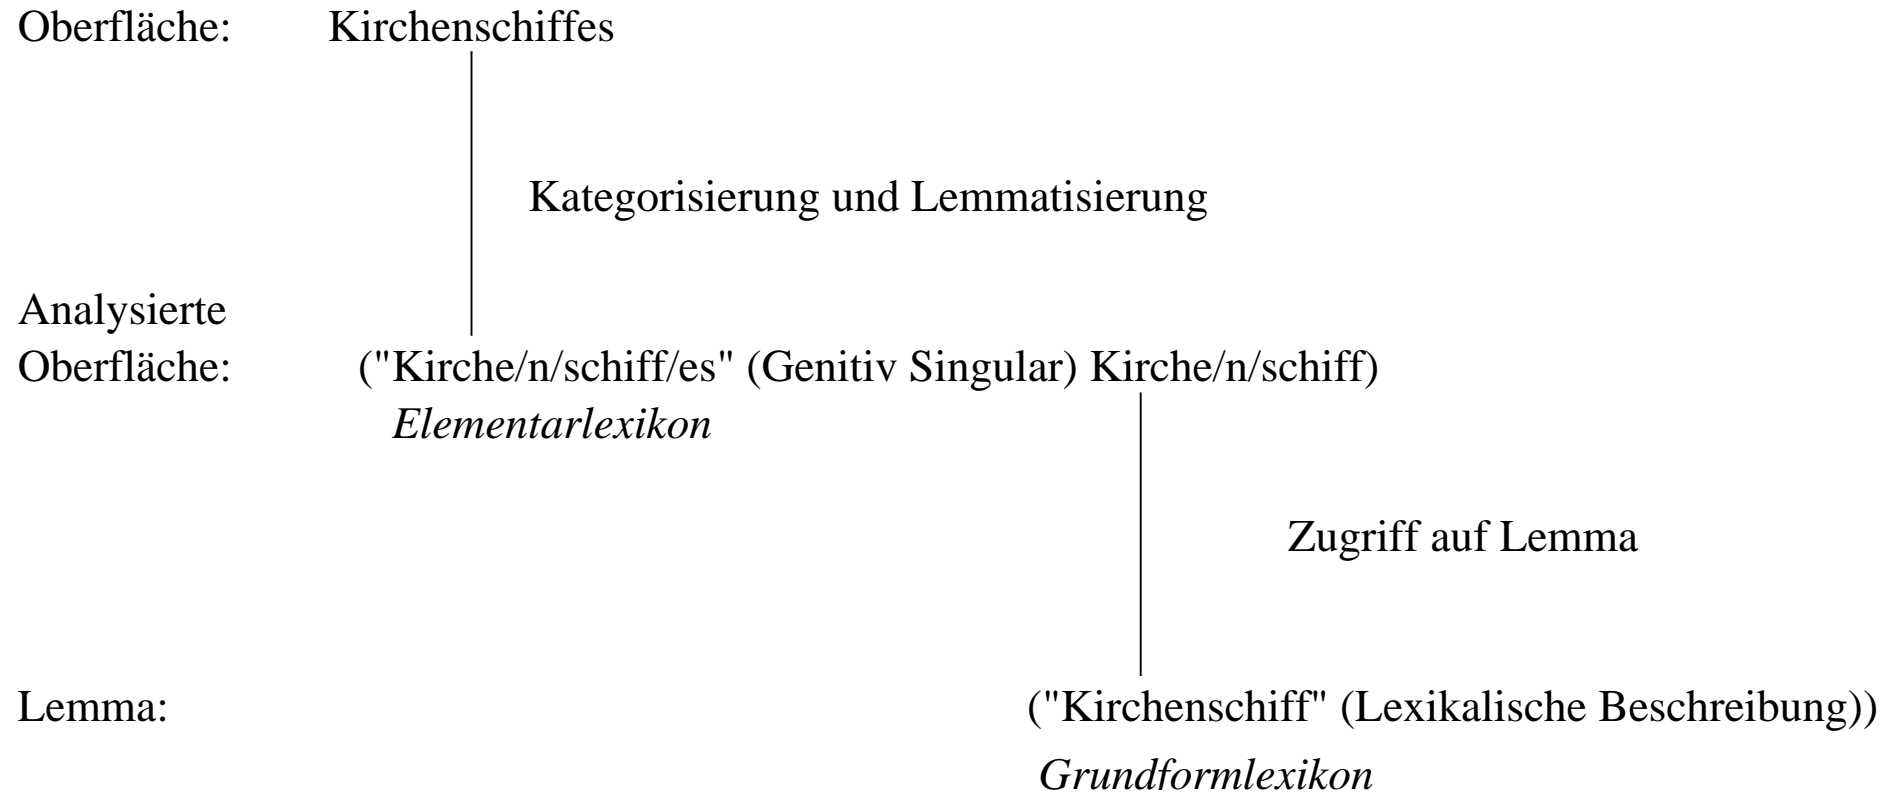 Oberfläche: Kirchenschiffes
Kategorisierung und Lemmatisierung
Analysierte
Oberfläche: ("Kirche/n/schiff/es" (Genitiv Singular) Kirche/n/schiff)
Elementarlexikon
Zugriff auf Lemma
Lemma: ("Kirchenschiff" (Lexikalische Beschreibung))
Grundformlexikon